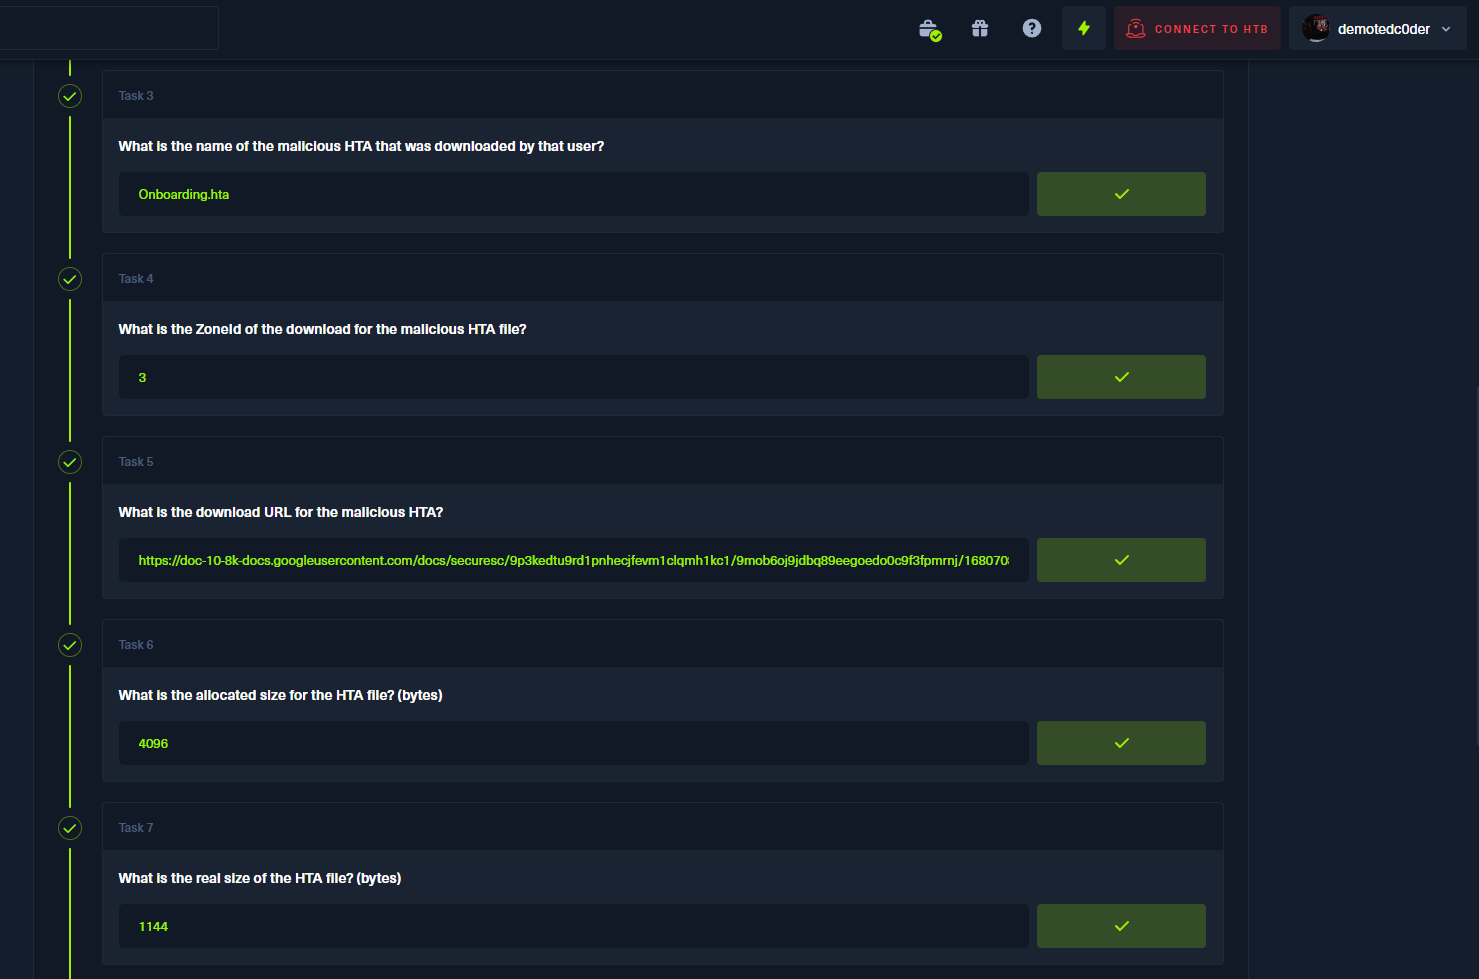 CONNECT TO HTB
demotedc0der
Task 3
What is the name of the malicious HTA that was downloaded by that user?
Onboarding.hta
Task 4
What is the ZoneId of the download for the malicious HTA file?
3
Task 5
What is the download URL for the malicious HTA?
https://doc-10-8k-docs.googleusercontent.com/docs/securesc/9p3kedtu9rd1pnhecjfevm1clqmh1kc1/9mob6oj9jdbq89eegoedo0c9f3fpmrnj/168070
Task 6
What is the allocated size for the HTA file? (bytes)
4096
Task 7
What is the real size of the HTA file? (bytes)
1144